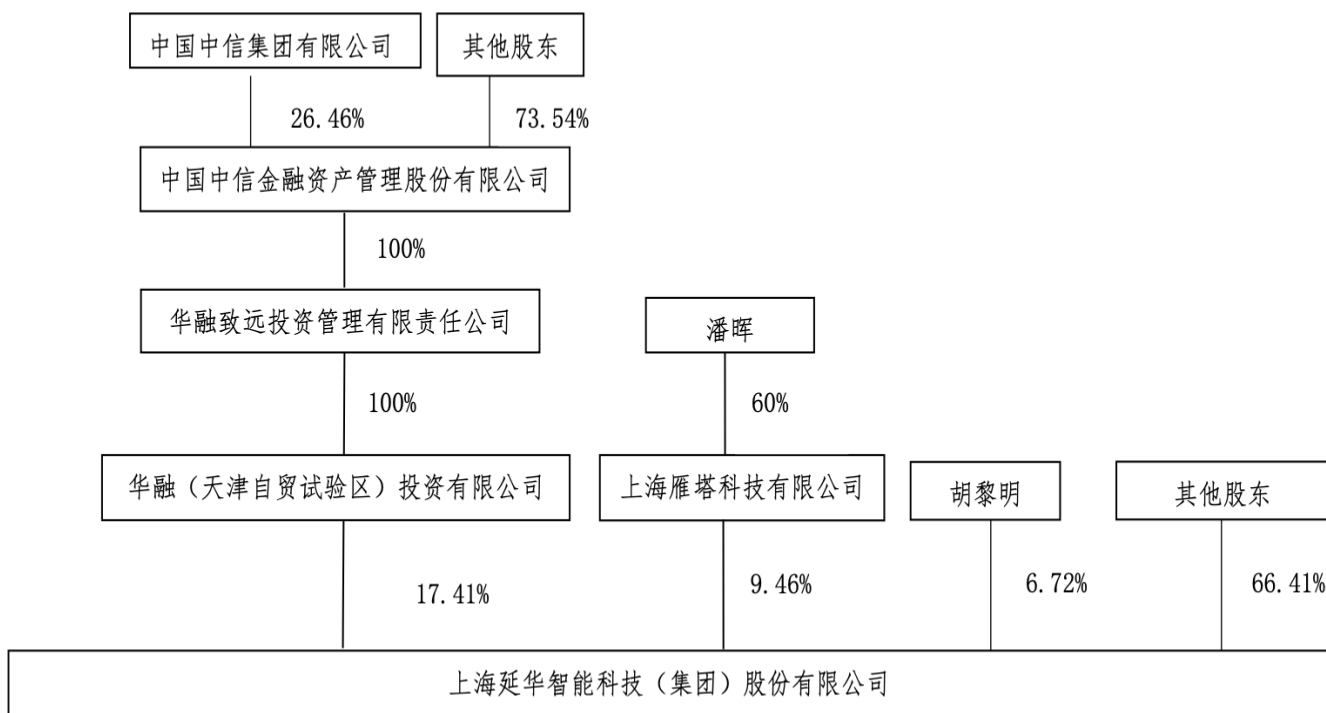 中国中信集团有限公司
其他股东
26.46%
73.54%
中国中信金融资产管理股份有限公司
100%
华融致远投资管理有限责任公司
潘晖
100%
60%
华融（天津自贸试验区）投资有限公司
上海雁塔科技有限公司
胡黎明
其他股东
17.41%
9.46%
6.72%
66.41%
上海延华智能科技（集团）股份有限公司